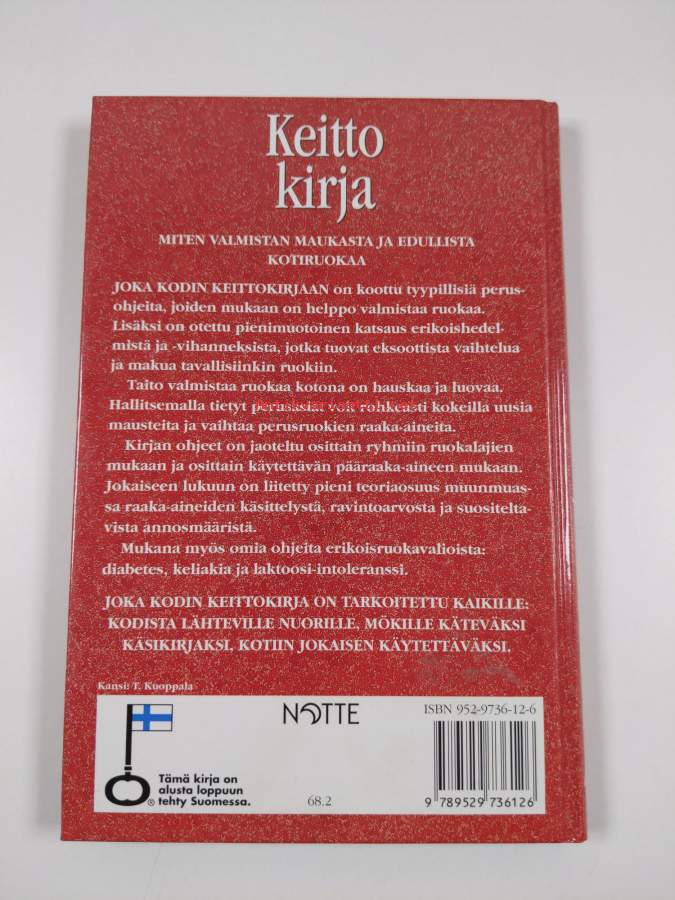 Keitto
kirja
MITEN VALMISTAN MAUKASTA JA EDULLISTA
KOTIRUOKAA
JOKA KODIN KEITTOKIRJAAN on koottu tyypillisiä perus-
ohjeita, joiden mukaan on helppo valmistaa ruokaa.
Lisäksi on otettu pienimuotoinen katsaus erikoishedel-
mistä ja -vihanneksista, jotka tuovat eksoottista vaihtelua
ja makua tavallisiinkin ruokiin.
Taito valmistaa ruokaa kotona on hauskaa ja luovaa.
Hallitsemalla tietyt perusasiat voit rohkeasti kokeilla uusia
mausteita ja vaihtaa perusruokien raaka-aineita.
Kirjan ohjeet on jaoteltu osittain ryhmiin ruokalajien
mukaan ja osittain käytettävän pääraaka-aineen mukaan.
Jokaiseen lukuun on liitetty pieni teoriaosuus muunmuas-
sa raaka-aineiden käsittelystä, ravintoarvosta ja suositelta-
vista annosmääristä.
Mukana myös omia ohjeita erikoisruokavalioista:
diabetes, keliakia ja laktoosi-intoleranssi.
JOKA KODIN KEITTOKIRJA ON TARKOITETTU KAIKILLE:
KODISTA LÄHTEVILLE NUORILLE, MÖKILLE KÄTEVÄKSI
KÄSIKIRJAKSI, KOTIIN JOKAISEN KÄYTETTÄVÄKSI.
Kansi: T. Kuoppala
NOTTE
ISBN 952-9736-12-6
Tämä kirja on
alusta loppuun
® tehty Suomessa.
68.2
9 789529 736126